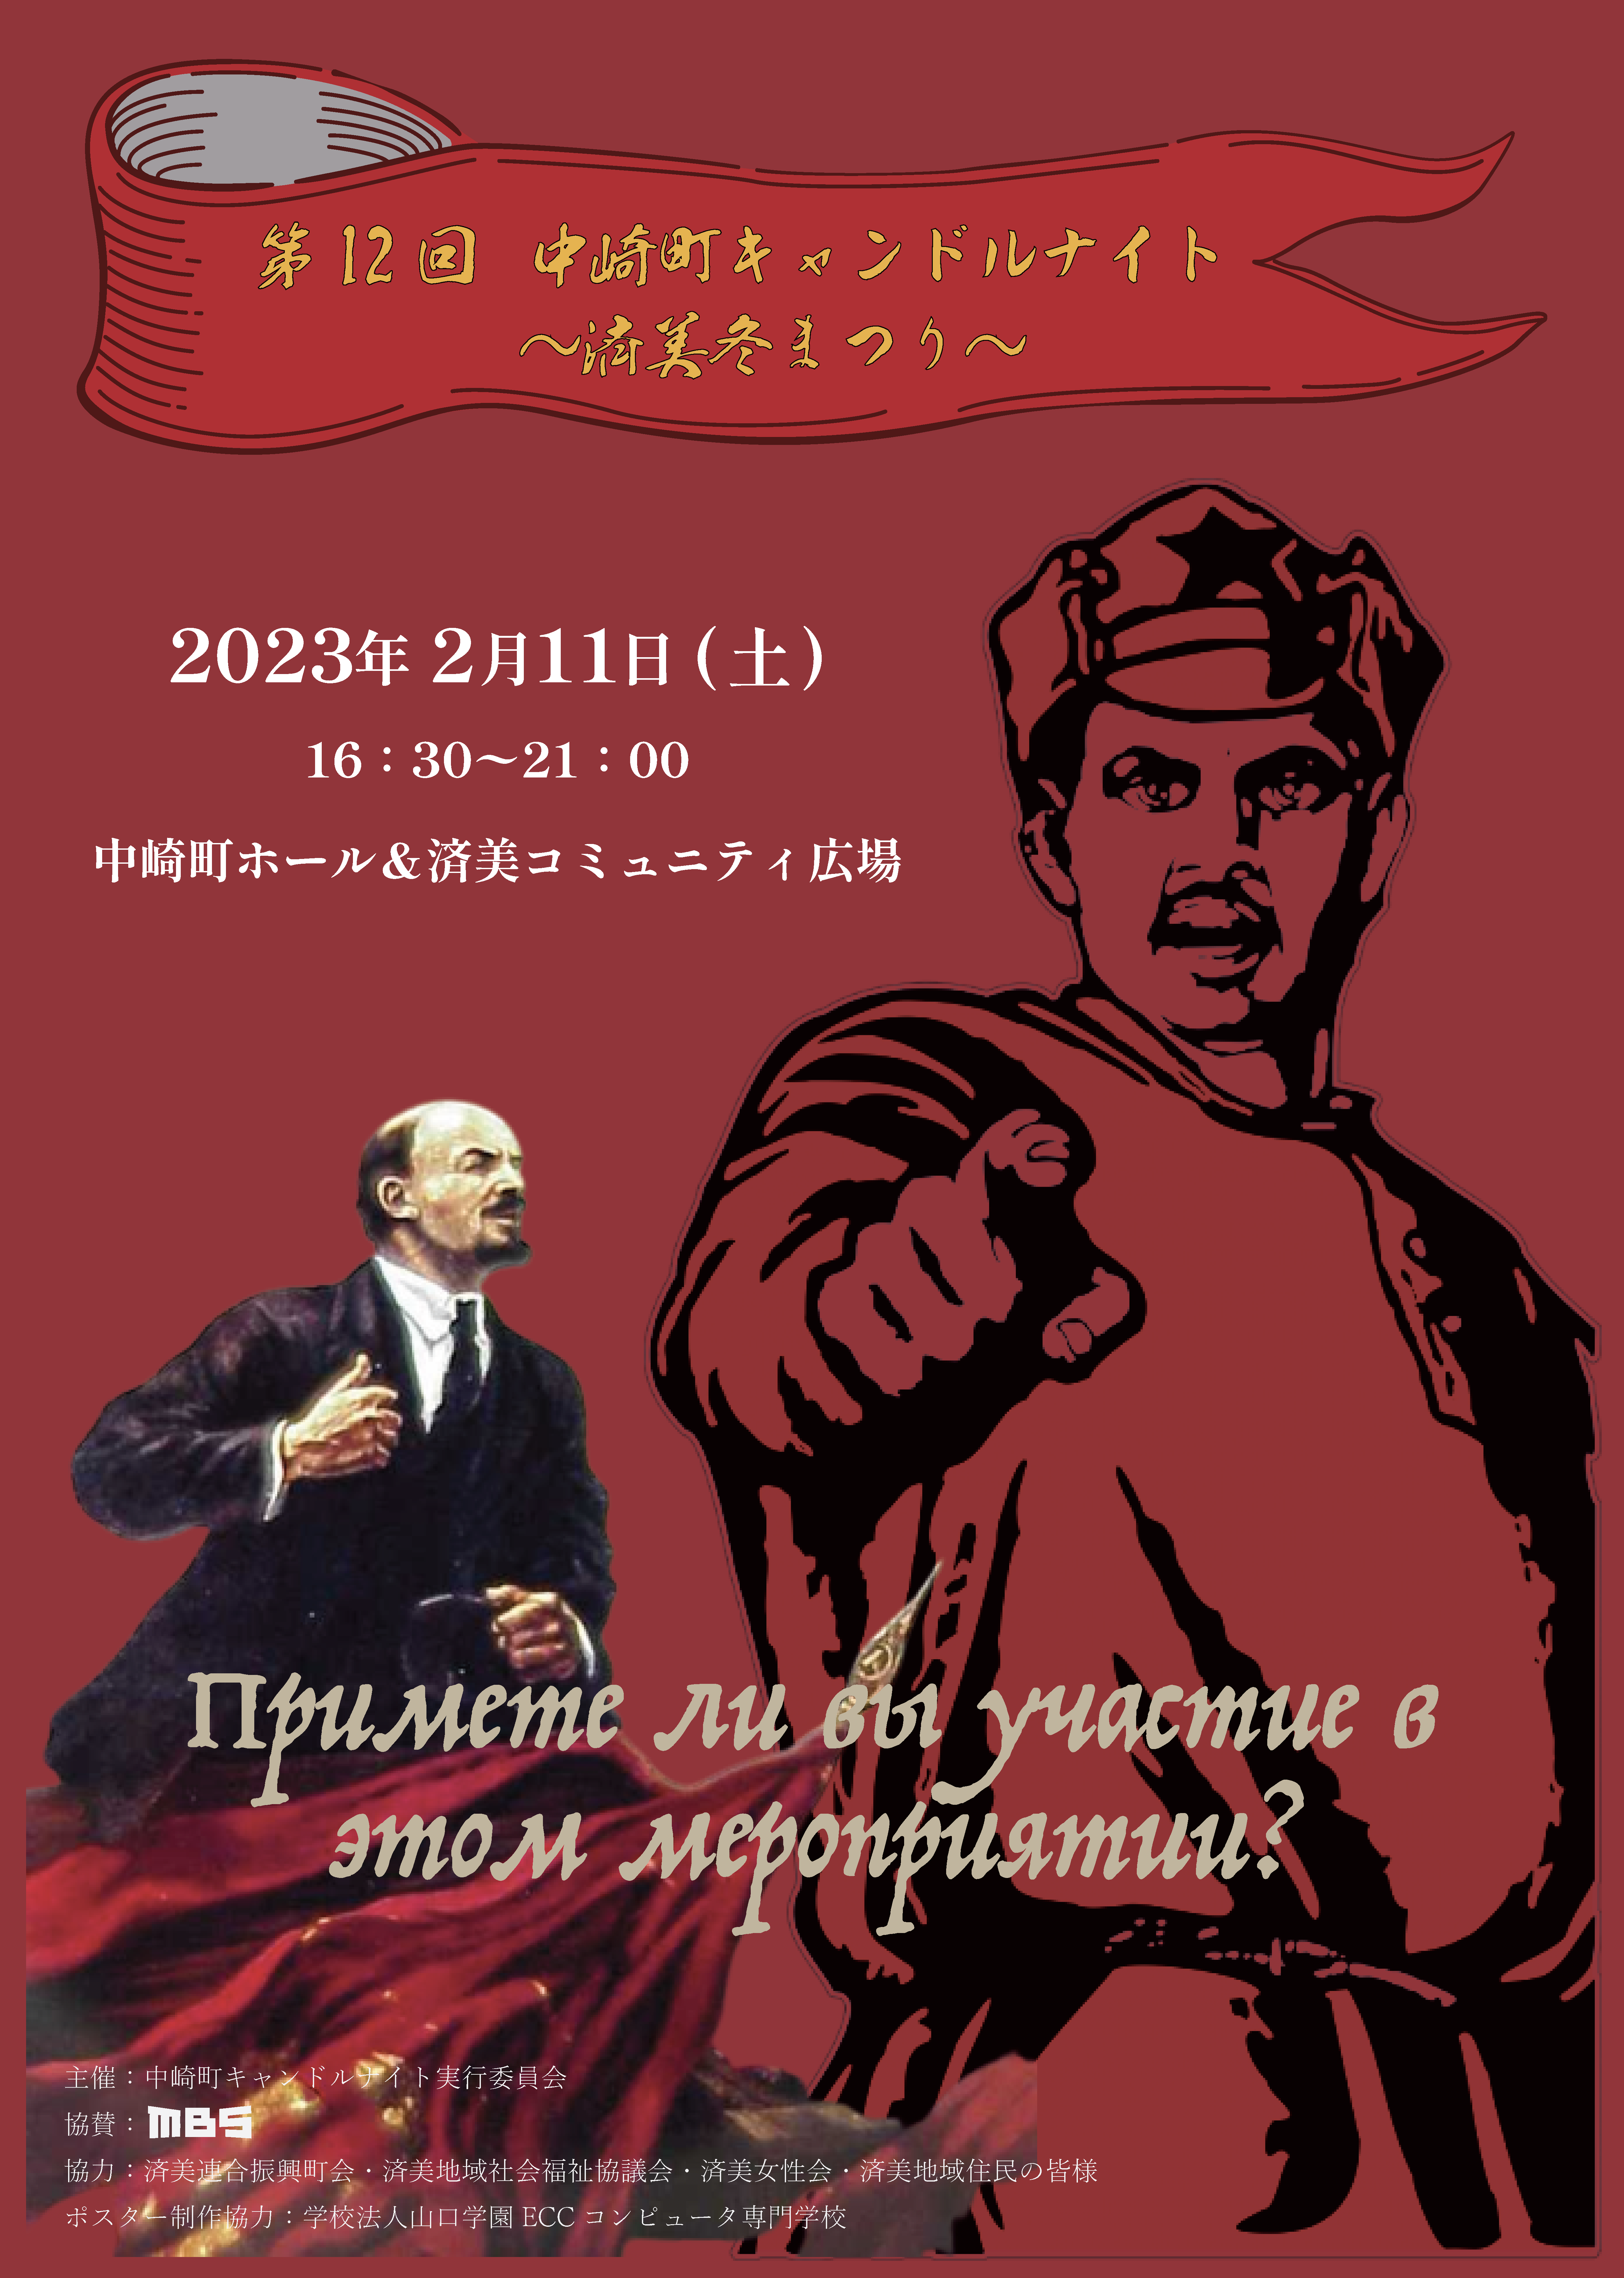 第12回 中崎町キャンドルナイト
～済美冬まつり～
2023年 2月11日(土)
16：30～21：00
中崎町ホール＆済美コミュニティ広場
Примете ли вы участие в
этом мероприятии?
主催：中崎町キャンドルナイト実行委員会
協賛：MBS
協力：済美連合振興町会・済美地域社会福祉協議会・済美女性会・済美地域住民の皆様
ポスター制作協力：学校法人山口学園 ECC コンピュータ専門学校